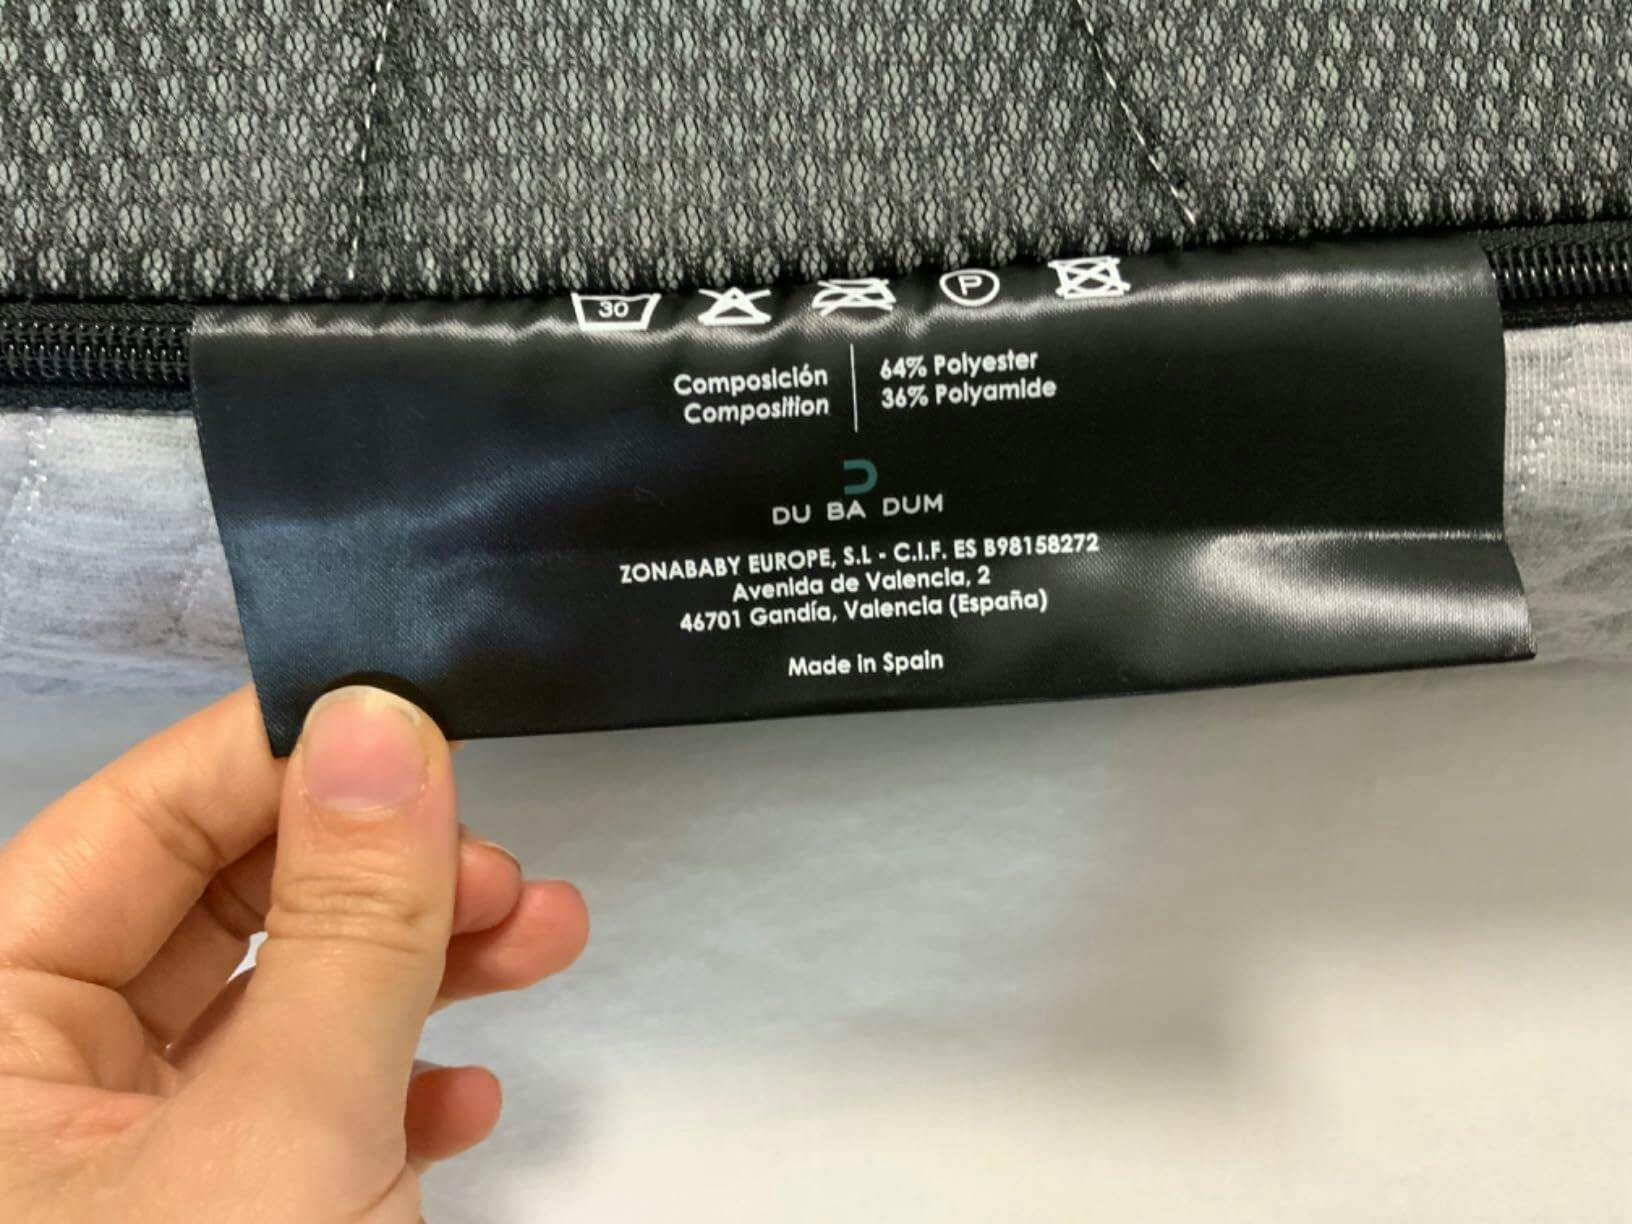 30
P
Composición
Composition
64% Polyester
36% Polyamide
DU BA DUM
ZONABABY EUROPE, S.L - C.I.F. ES B98158272
Avenida de Valencia, 2
46701 Gandía, Valencia (España)
Made in Spain